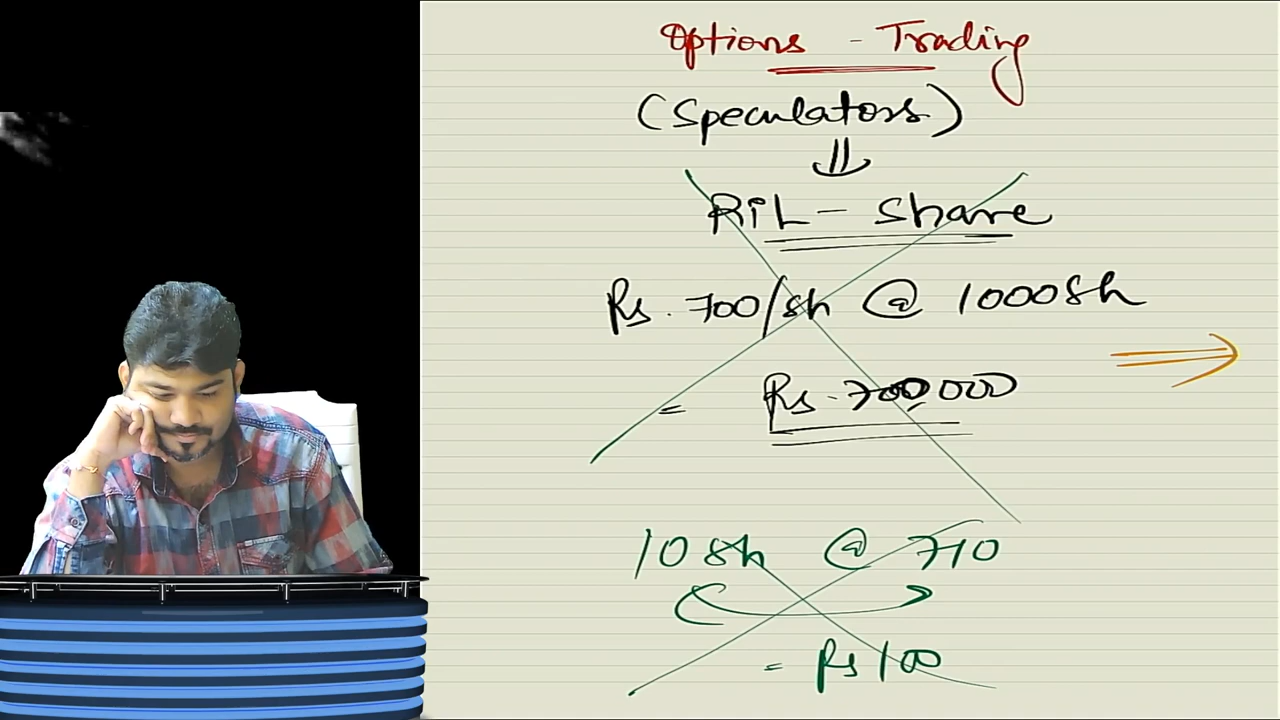 Options - Trading
(Speculators)
RIL - Share
Rs. 700/sh @ 1000sh
= Rs. 700,000
10 sh @ 710
= Rs 100